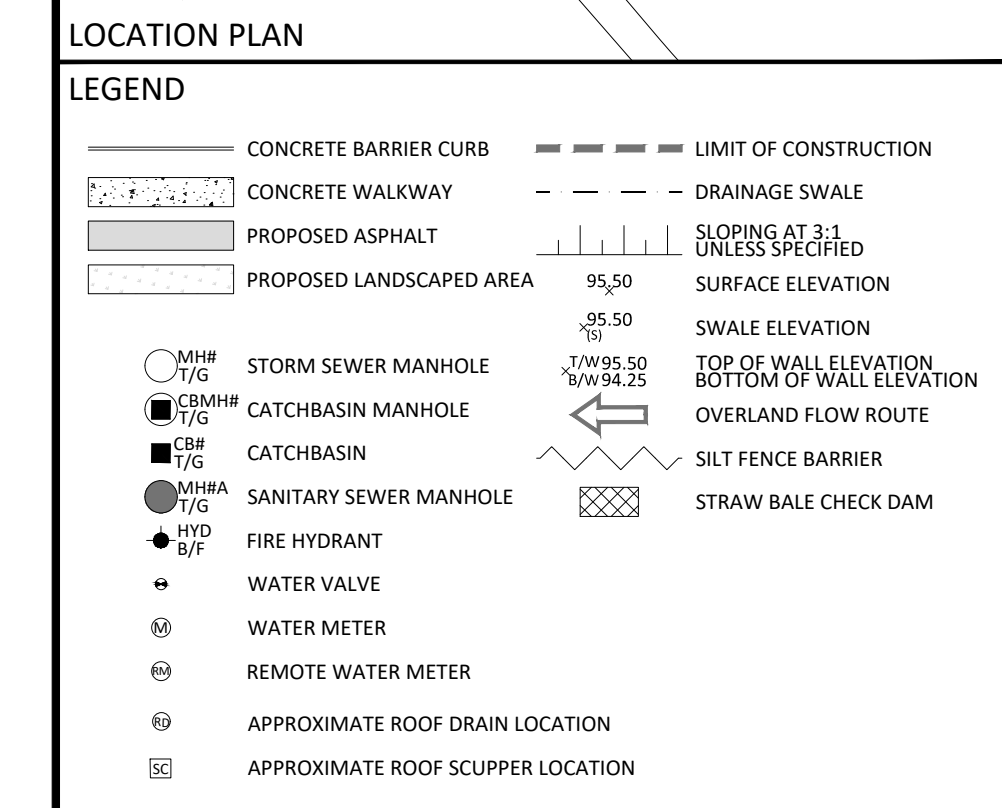 LOCATION PLAN
LEGEND
CONCRETE BARRIER CURB
CONCRETE WALKWAY
PROPOSED ASPHALT
PROPOSED LANDSCAPED AREA
MH#
T/G
STORM SEWER MANHOLE
CBMH#
T/G
CATCHBASIN MANHOLE
CB#
T/G
CATCHBASIN
MH#A
T/G
SANITARY SEWER MANHOLE
HYD
B/F
FIRE HYDRANT
WATER VALVE
M
WATER METER
RM
REMOTE WATER METER
RD
APPROXIMATE ROOF DRAIN LOCATION
SC
APPROXIMATE ROOF SCUPPER LOCATION
LIMIT OF CONSTRUCTION
DRAINAGE SWALE
SLOPING AT 3:1
UNLESS SPECIFIED
95.50
SURFACE ELEVATION
95.50
(S)
SWALE ELEVATION
T/W 95.50
B/W 94.25
TOP OF WALL ELEVATION
BOTTOM OF WALL ELEVATION
OVERLAND FLOW ROUTE
SILT FENCE BARRIER
STRAW BALE CHECK DAM